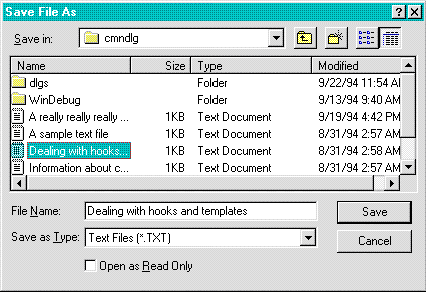 Save File As
Save in: cmndlg
Name Size Type Modified
dlgs Folder 9/22/94 11:54 AM
WinDebug Folder 9/13/94 9:40 AM
A really really really ... 1KB Text Document 9/19/94 4:42 PM
A sample text file 1KB Text Document 8/31/94 2:57 AM
Dealing with hooks... 1KB Text Document 8/31/94 2:58 AM
Information about c... 1KB Text Document 8/31/94 2:57 AM
File Name: Dealing with hooks and templates Save
Save as Type: Text Files (*.TXT) Cancel
Open as Read Only